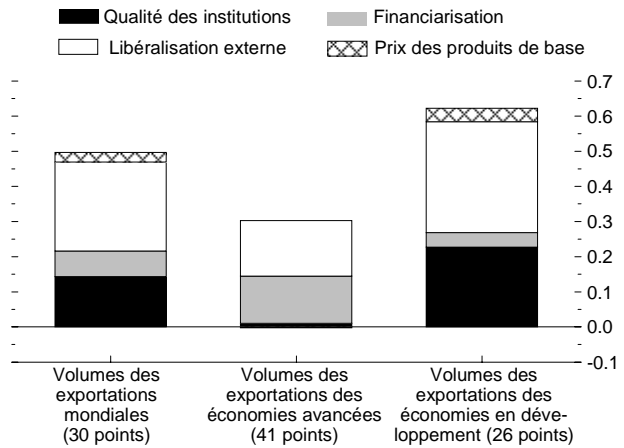 Qualité des institutions
Financiarisation
Libéralisation externe
Prix des produits de base
0.7
0.6
0.5
0.4
0.3
0.2
0.1
0.0
-0.1
Volumes des
exportations
mondiales
(30 points)
Volumes des
exportations des
économies avancées
(41 points)
Volumes des
exportations des
économies en déve-
loppement (26 points)